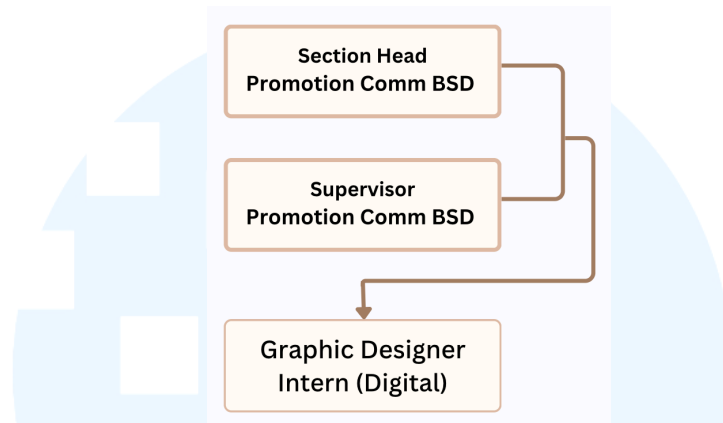 Section Head
Promotion Comm BSD
Supervisor
Promotion Comm BSD
Graphic Designer
Intern (Digital)